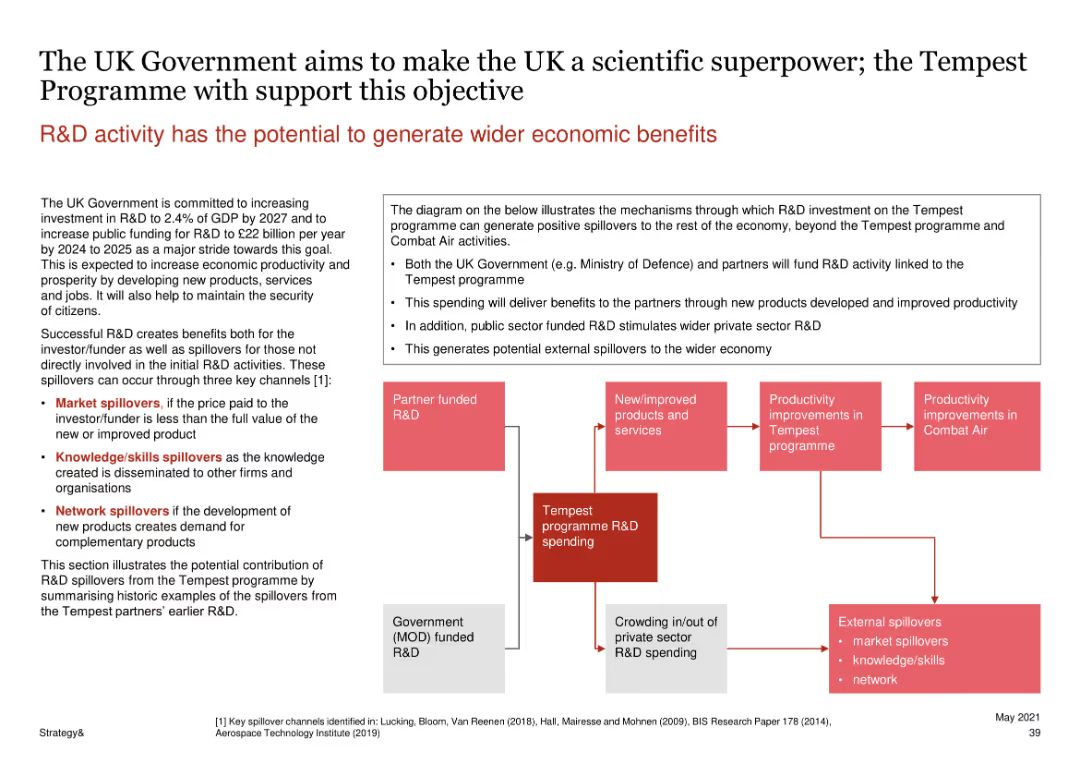 The UK Government aims to make the UK a scientific superpower; the Tempest
Programme with support this objective
R&D activity has the potential to generate wider economic benefits
The UK Government is committed to increasing
investment in R&D to 2.4% of GDP by 2027 and to
increase public funding for R&D to £22 billion per year
by 2024 to 2025 as a major stride towards this goal.
This is expected to increase economic productivity and
prosperity by developing new products, services
and jobs. It will also help to maintain the security
of citizens.
Successful R&D creates benefits both for the
investor/funder as well as spillovers for those not
directly involved in the initial R&D activities. These
spillovers can occur through three key channels [1]:
• Market spillovers, if the price paid to the
investor/funder is less than the full value of the
new or improved product
• Knowledge/skills spillovers as the knowledge
created is disseminated to other firms and
organisations
• Network spillovers if the development of
new products creates demand for
complementary products
This section illustrates the potential contribution of
R&D spillovers from the Tempest programme by
summarising historic examples of the spillovers from
the Tempest partners' earlier R&D.
The diagram on the below illustrates the mechanisms through which R&D investment on the Tempest
programme can generate positive spillovers to the rest of the economy, beyond the Tempest programme and
Combat Air activities.
• Both the UK Government (e.g. Ministry of Defence) and partners will fund R&D activity linked to the
Tempest programme
• This spending will deliver benefits to the partners through new products developed and improved productivity
• In addition, public sector funded R&D stimulates wider private sector R&D
• This generates potential external spillovers to the wider economy
Partner funded
R&D
New/improved
products and
services
Productivity
improvements in
Tempest
programme
Productivity
improvements in
Combat Air
Tempest
programme R&D
spending
Government
(MOD) funded
R&D
Crowding in/out of
private sector
R&D spending
External spillovers
• market spillovers
• knowledge/skills
• network
Strategy&
[1] Key spillover channels identified in: Lucking, Bloom, Van Reenen (2018), Hall, Mairesse and Mohnen (2009), BIS Research Paper 178 (2014),
Aerospace Technology Institute (2019)
May 2021
39